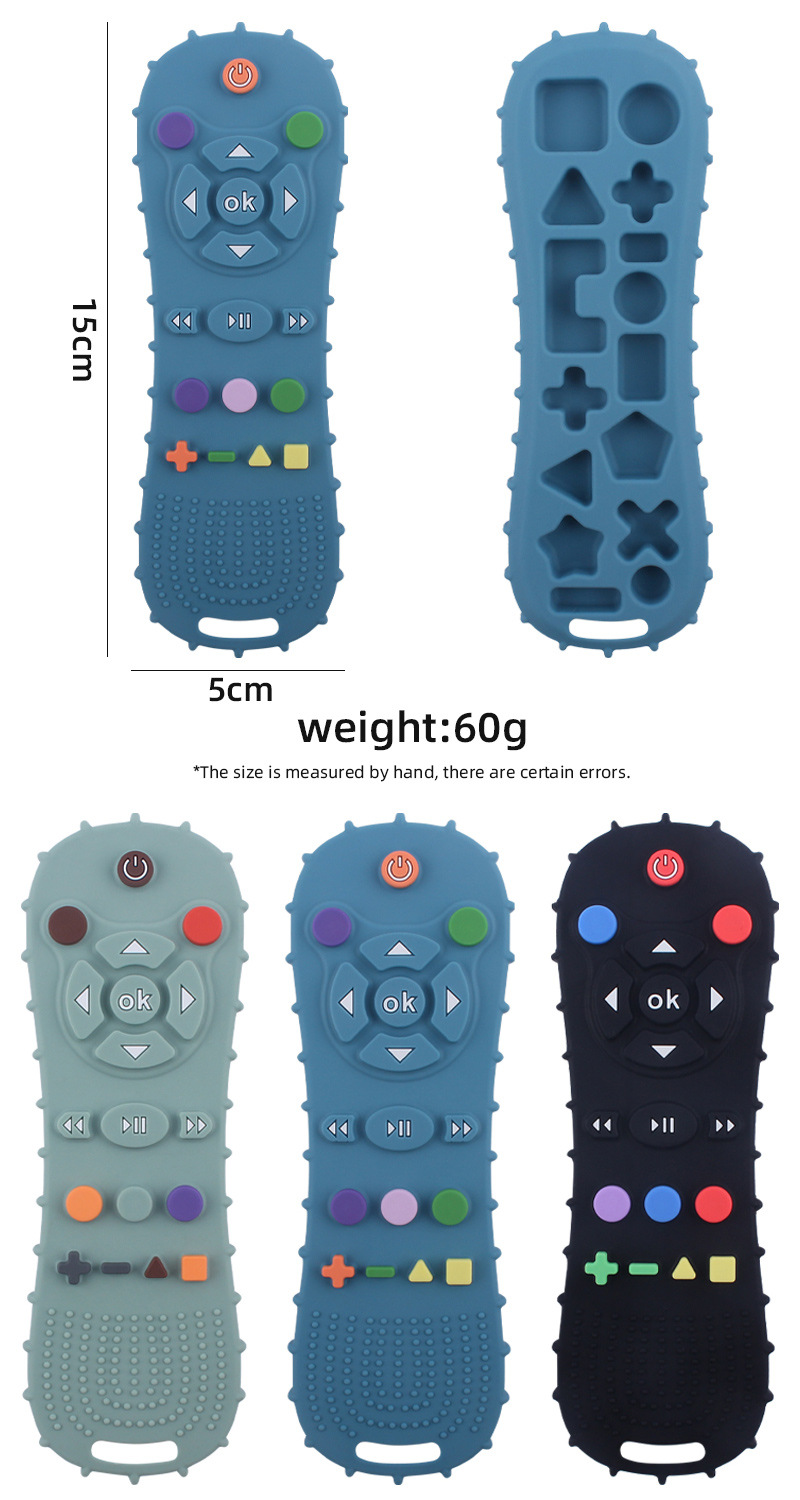 ok
15cm
5cm
weight:60g
*The size is measured by hand, there are certain errors.
ok
ok
ok